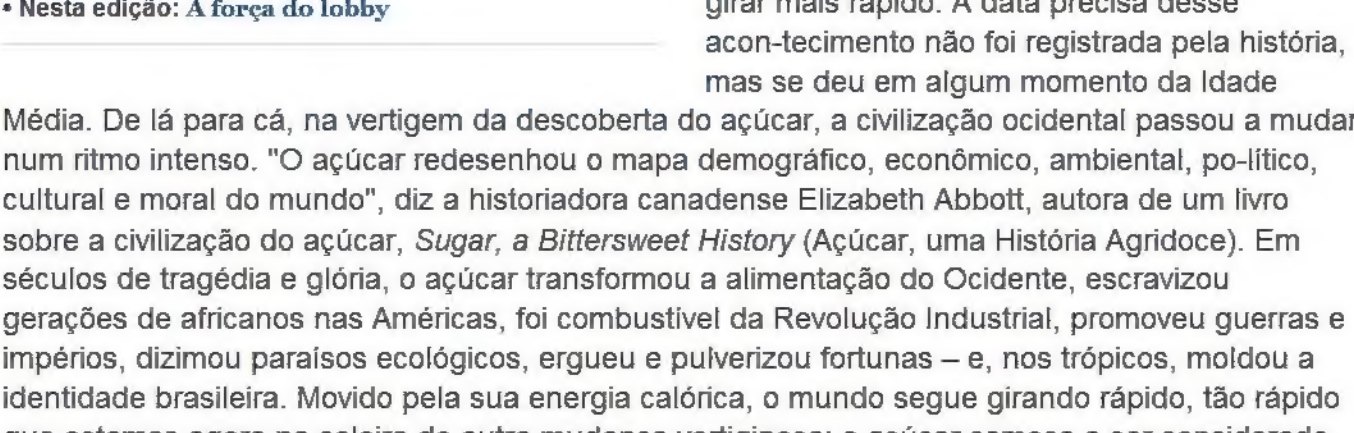 • Nesta edição: A força do lobby
girar mais rápido. A data precisa desse
acon-tecimento não foi registrada pela história,
mas se deu em algum momento da Idade
Média. De lá para cá, na vertigem da descoberta do açúcar, a civilização ocidental passou a mudar
num ritmo intenso. "O açúcar redesenhou o mapa demográfico, econômico, ambiental, po-lítico,
cultural e moral do mundo", diz a historiadora canadense Elizabeth Abbott, autora de um livro
sobre a civilização do açúcar, Sugar, a Bittersweet History (Açúcar, uma História Agridoce). Em
séculos de tragédia e glória, o açúcar transformou a alimentação do Ocidente, escravizou
gerações de africanos nas Américas, foi combustível da Revolução Industrial, promoveu guerras e
impérios, dizimou paraísos ecológicos, ergueu e pulverizou fortunas – e, nos trópicos, moldou a
identidade brasileira. Movido pela sua energia calórica, o mundo segue girando rápido, tão rápido